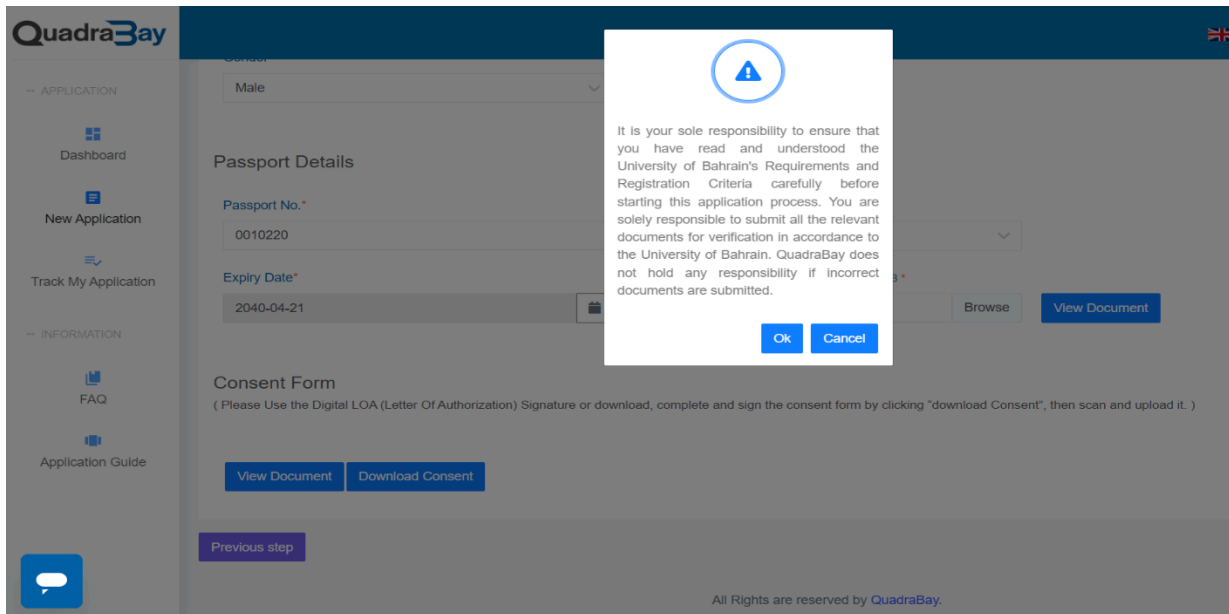 QuadraBay
— APPLICATION
Dashboard
New Application
Track My Application
— INFORMATION
FAQ
Application Guide
Gender
Male
Passport Details
Passport No.*
0010220
Expiry Date*
2040-04-21
Browse
View Document
Consent Form
( Please Use the Digital LOA (Letter Of Authorization) Signature or download, complete and sign the consent form by clicking "download Consent", then scan and upload it. )
View Document
Download Consent
Previous step
All Rights are reserved by QuadraBay.
It is your sole responsibility to ensure that
you have read and understood the
University of Bahrain's Requirements and
Registration Criteria carefully before
starting this application process. You are
solely responsible to submit all the relevant
documents for verification in accordance to
the University of Bahrain. QuadraBay does
not hold any responsibility if incorrect
documents are submitted.
Ok
Cancel